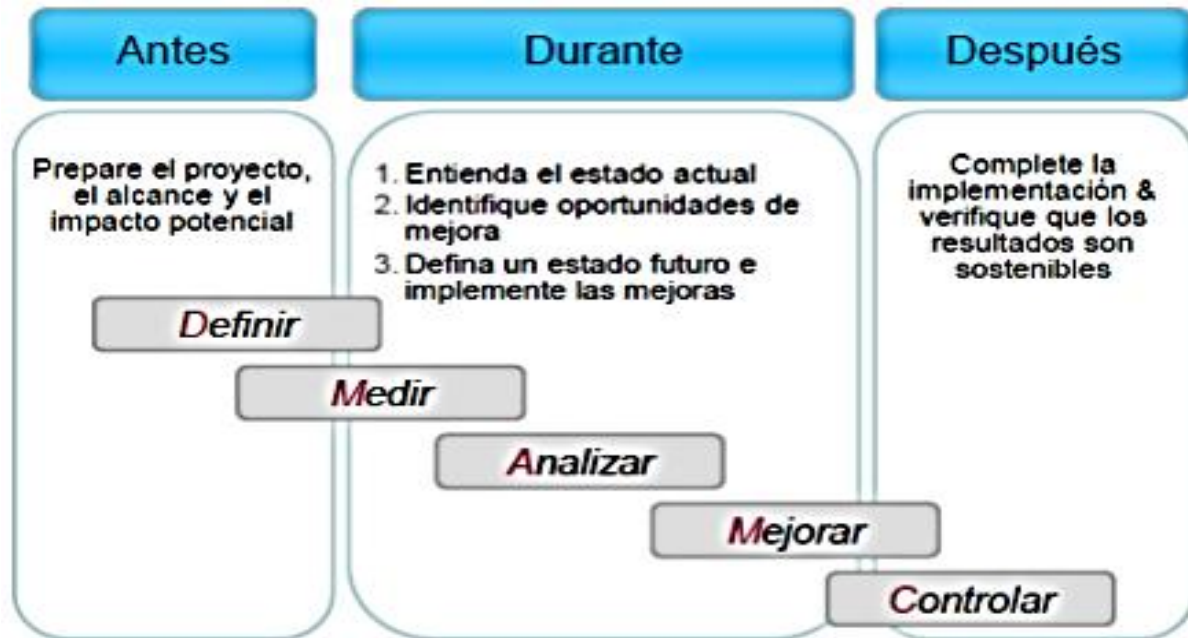 Antes
Durante
Después
Prepare el proyecto,
el alcance y el
impacto potencial
1. Entienda el estado actual
2. Identifique oportunidades de
mejora
3. Defina un estado futuro e
implemente las mejoras
Complete la
implementación &
verifique que los
resultados son
sostenibles
Definir
Medir
Analizar
Mejorar
Controlar